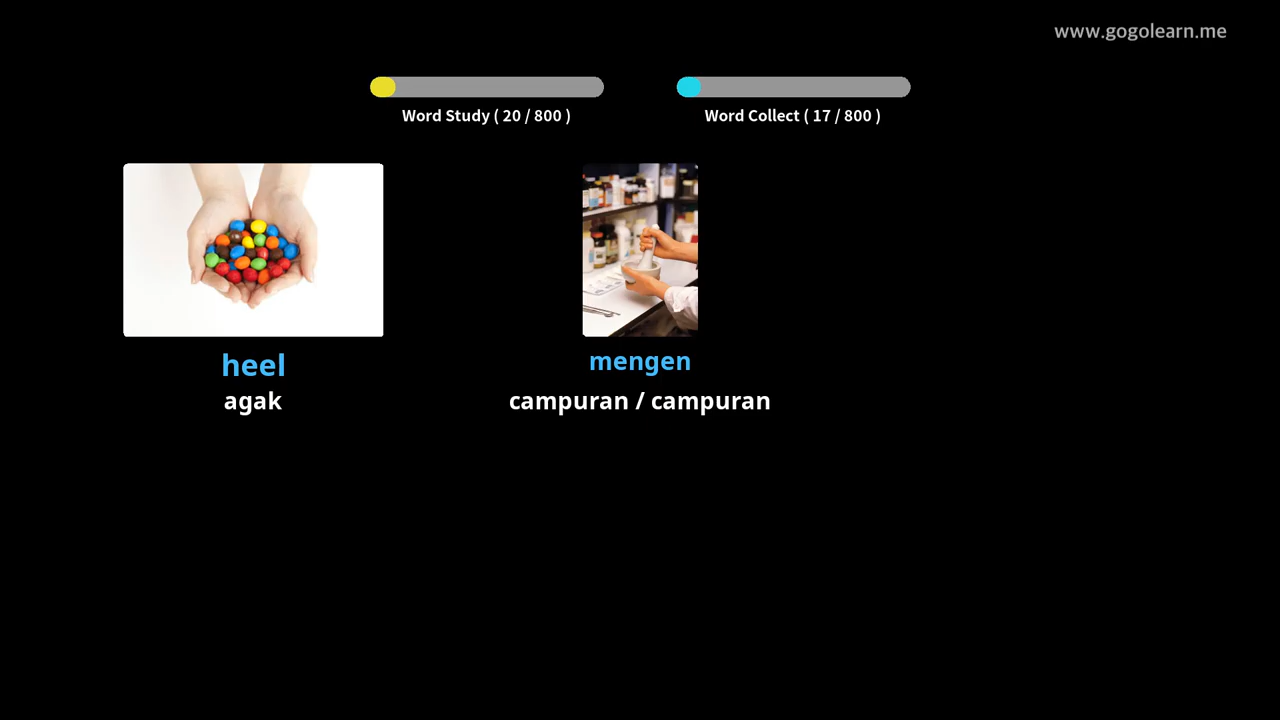 www.gogolearn.me
Word Study ( 20 / 800 )
Word Collect ( 17 / 800 )
heel
agak
mengen
campuran / campuran